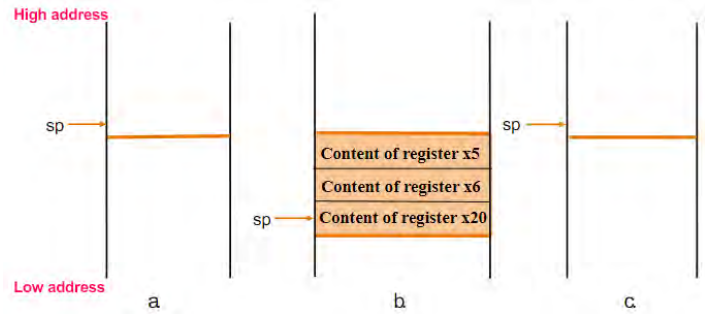 High address
sp
Content of register x5
Content of register x6
sp
Content of register x20
sp
Low address
a
b
c.